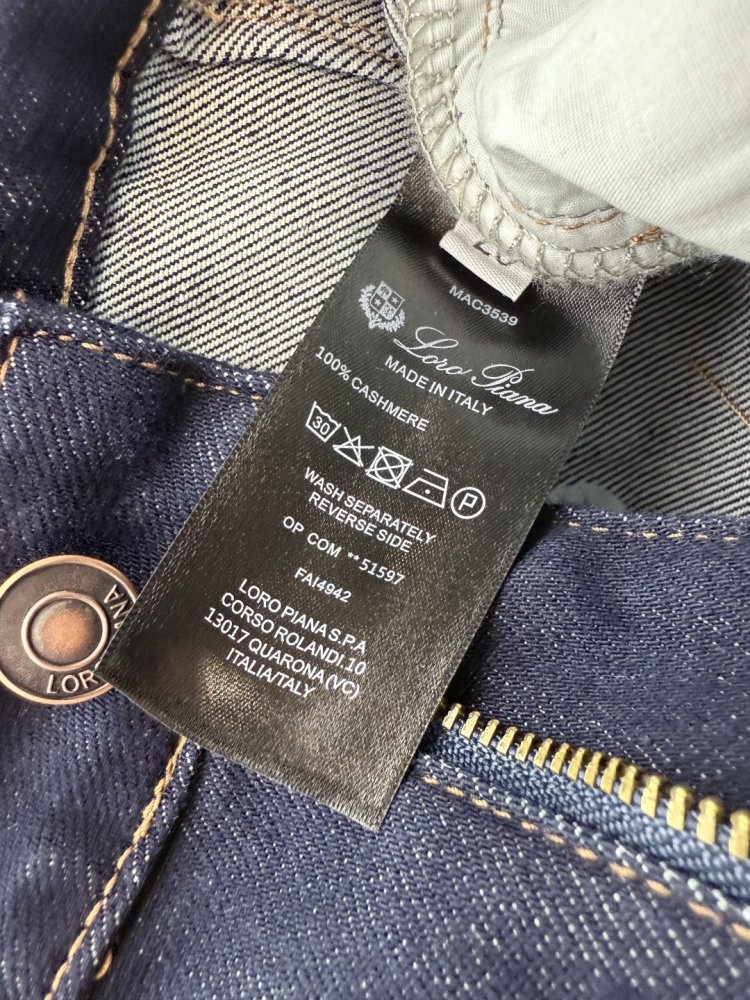 MAC3539
Loro Piana
MADE IN ITALY
100% CASHMERE
30
P
WASH SEPARATELY
REVERSE SIDE
OP COM **51597
FAI4942
LORO PIANA S.P.A
CORSO ROLANDI.10
13017 QUARONA (VC)
ITALIA/ITALY